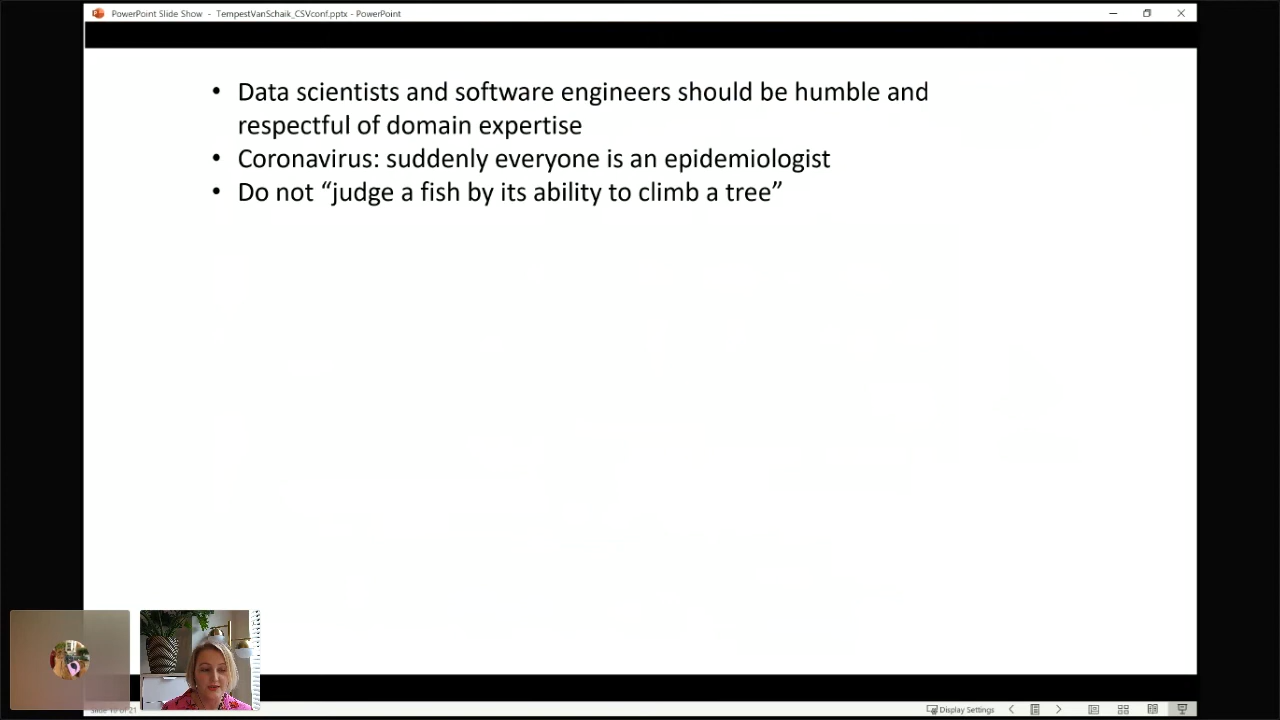 PowerPoint Slide Show - TempestVanSchaik_CSVconf.pptx - PowerPoint
• Data scientists and software engineers should be humble and
respectful of domain expertise
• Coronavirus: suddenly everyone is an epidemiologist
• Do not “judge a fish by its ability to climb a tree”
Display Settings